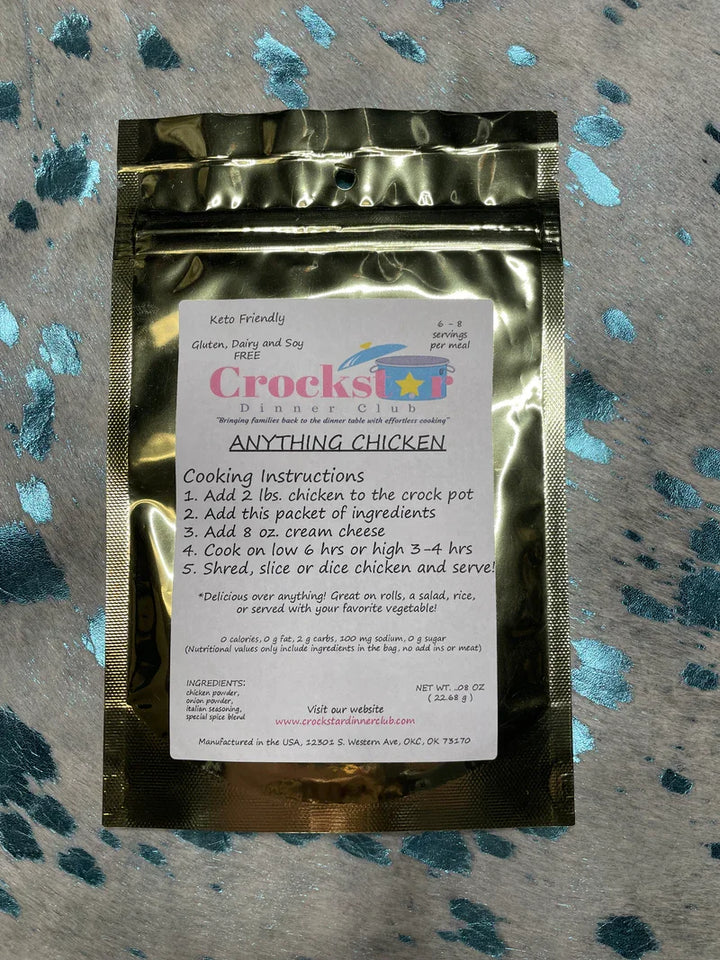 Keto Friendly
6 - 8
servings
per meal
Gluten, Dairy and Soy
FREE
Crockstar
Dinner Club
"Bringing families back to the dinner table with effortless cooking"
ANYTHING CHICKEN
Cooking Instructions
1. Add 2 lbs. chicken to the crock pot
2. Add this packet of ingredients
3. Add 8 oz. cream cheese
4. Cook on low 6 hrs or high 3-4 hrs
5. Shred, slice or dice chicken and serve!
*Delicious over anything! Great on rolls, a salad, rice,
or served with your favorite vegetable!
0 calories, 0 g fat, 2 g carbs, 100 mg sodium, 0 g sugar
(Nutritional values only include ingredients in the bag, no add ins or meat)
INGREDIENTS:
chicken powder,
onion powder,
italian seasoning,
special spice blend
NET WT. .08 OZ
(22.68 g)
Visit our website
www.crockstardinnerclub.com
Manufactured in the USA, 12301 S. Western Ave, OKC, OK 73170